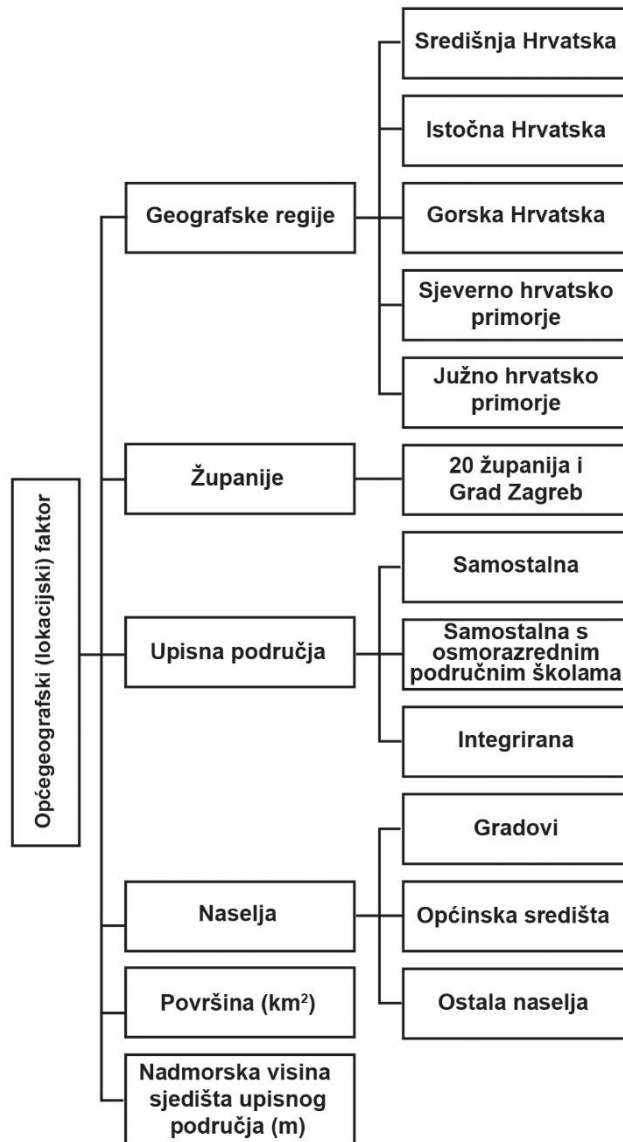 Općegeografski (lokacijski) faktor
Geografske regije
Središnja Hrvatska
Istočna Hrvatska
Gorska Hrvatska
Sjeverno hrvatsko
primorje
Južno hrvatsko
primorje
Županije
20 županija i
Grad Zagreb
Upisna područja
Samostalna
Samostalna s
osmorazrednim
područnim školama
Integrirana
Naselja
Gradovi
Općinska središta
Ostala naselja
Površina (km²)
Nadmorska visina
sjedišta upisnog
područja (m)